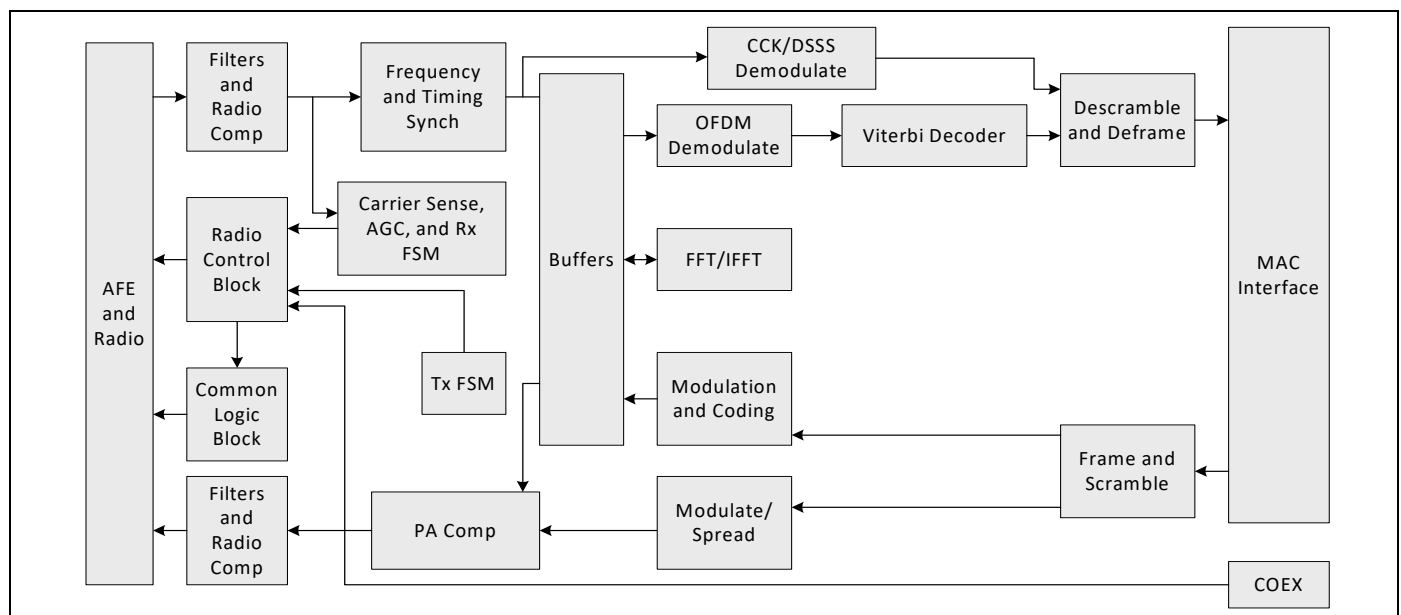 AFE
and
Radio
Filters
and
Radio
Comp
Frequency
and Timing
Synch
CCK/DSSS
Demodulate
OFDM
Demodulate
Viterbi Decoder
Descramble
and Deframe
MAC
Interface
Carrier Sense,
AGC, and Rx
FSM
Radio
Control
Block
Buffers
FFT/IFFT
Tx FSM
Common
Logic
Block
Modulation
and Coding
Frame and
Scramble
Filters
and
Radio
Comp
PA Comp
Modulate/
Spread
COEX